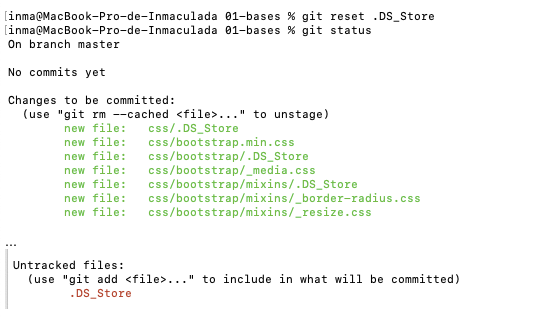 [inma@MacBook-Pro-de-Inmaculada 01-bases % git reset .DS_Store
[inma@MacBook-Pro-de-Inmaculada 01-bases % git status
On branch master
No commits yet
Changes to be committed:
(use "git rm --cached <file>..." to unstage)
new file: css/.DS_Store
new file: css/bootstrap.min.css
new file: css/bootstrap/.DS_Store
new file: css/bootstrap/_media.css
new file: css/bootstrap/mixins/.DS_Store
new file: css/bootstrap/mixins/_border-radius.css
new file: css/bootstrap/mixins/_resize.css
...
Untracked files:
(use "git add <file>..." to include in what will be committed)
.DS_Store